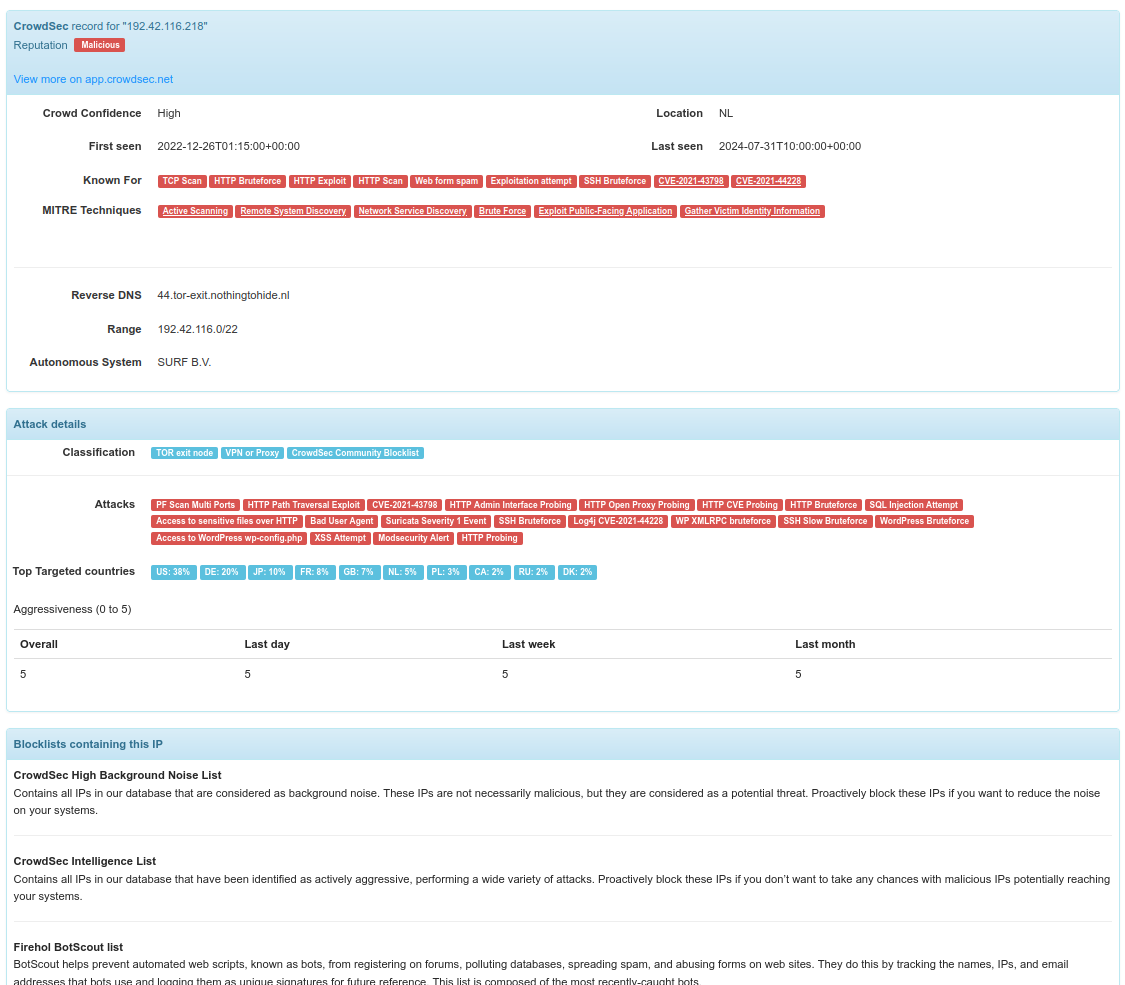 CrowdSec record for "192.42.116.218"
Reputation Malicious
View more on app.crowdsec.net
Crowd Confidence High Location NL
First seen 2022-12-26T01:15:00+00:00 Last seen 2024-07-31T10:00:00+00:00
Known For TCP Scan HTTP Bruteforce HTTP Exploit HTTP Scan Web form spam Exploitation attempt SSH Bruteforce CVE-2021-43798 CVE-2021-44228
MITRE Techniques Active Scanning Remote System Discovery Network Service Discovery Brute Force Exploit Public-Facing Application Gather Victim Identity Information
Reverse DNS 44.tor-exit.nothingtohide.nl
Range 192.42.116.0/22
Autonomous System SURF B.V.
Attack details
Classification TOR exit node VPN or Proxy CrowdSec Community Blocklist
Attacks PF Scan Multi Ports HTTP Path Traversal Exploit CVE-2021-43798 HTTP Admin Interface Probing HTTP Open Proxy Probing HTTP CVE Probing HTTP Bruteforce SQL Injection Attempt
Access to sensitive files over HTTP Bad User Agent Suricata Severity 1 Event SSH Bruteforce Log4j CVE-2021-44228 WP XMLRPC bruteforce SSH Slow Bruteforce WordPress Bruteforce
Access to WordPress wp-config.php XSS Attempt Modsecurity Alert HTTP Probing
Top Targeted countries US: 38% DE: 20% JP: 10% FR: 8% GB: 7% NL: 5% PL: 3% CA: 2% RU: 2% DK: 2%
Aggressiveness (0 to 5)
Overall Last day Last week Last month
5 5 5 5
Blocklists containing this IP
CrowdSec High Background Noise List
Contains all IPs in our database that are considered as background noise. These IPs are not necessarily malicious, but they are considered as a potential threat. Proactively block these IPs if you want to reduce the noise
on your systems.
CrowdSec Intelligence List
Contains all IPs in our database that have been identified as actively aggressive, performing a wide variety of attacks. Proactively block these IPs if you don't want to take any chances with malicious IPs potentially reaching
your systems.
Firehol BotScout list
BotScout helps prevent automated web scripts, known as bots, from registering on forums, polluting databases, spreading spam, and abusing forms on web sites. They do this by tracking the names, IPs, and email
addresses that bots use and logging them as unique signatures for future reference. This list is composed of the most recently-caught bots.